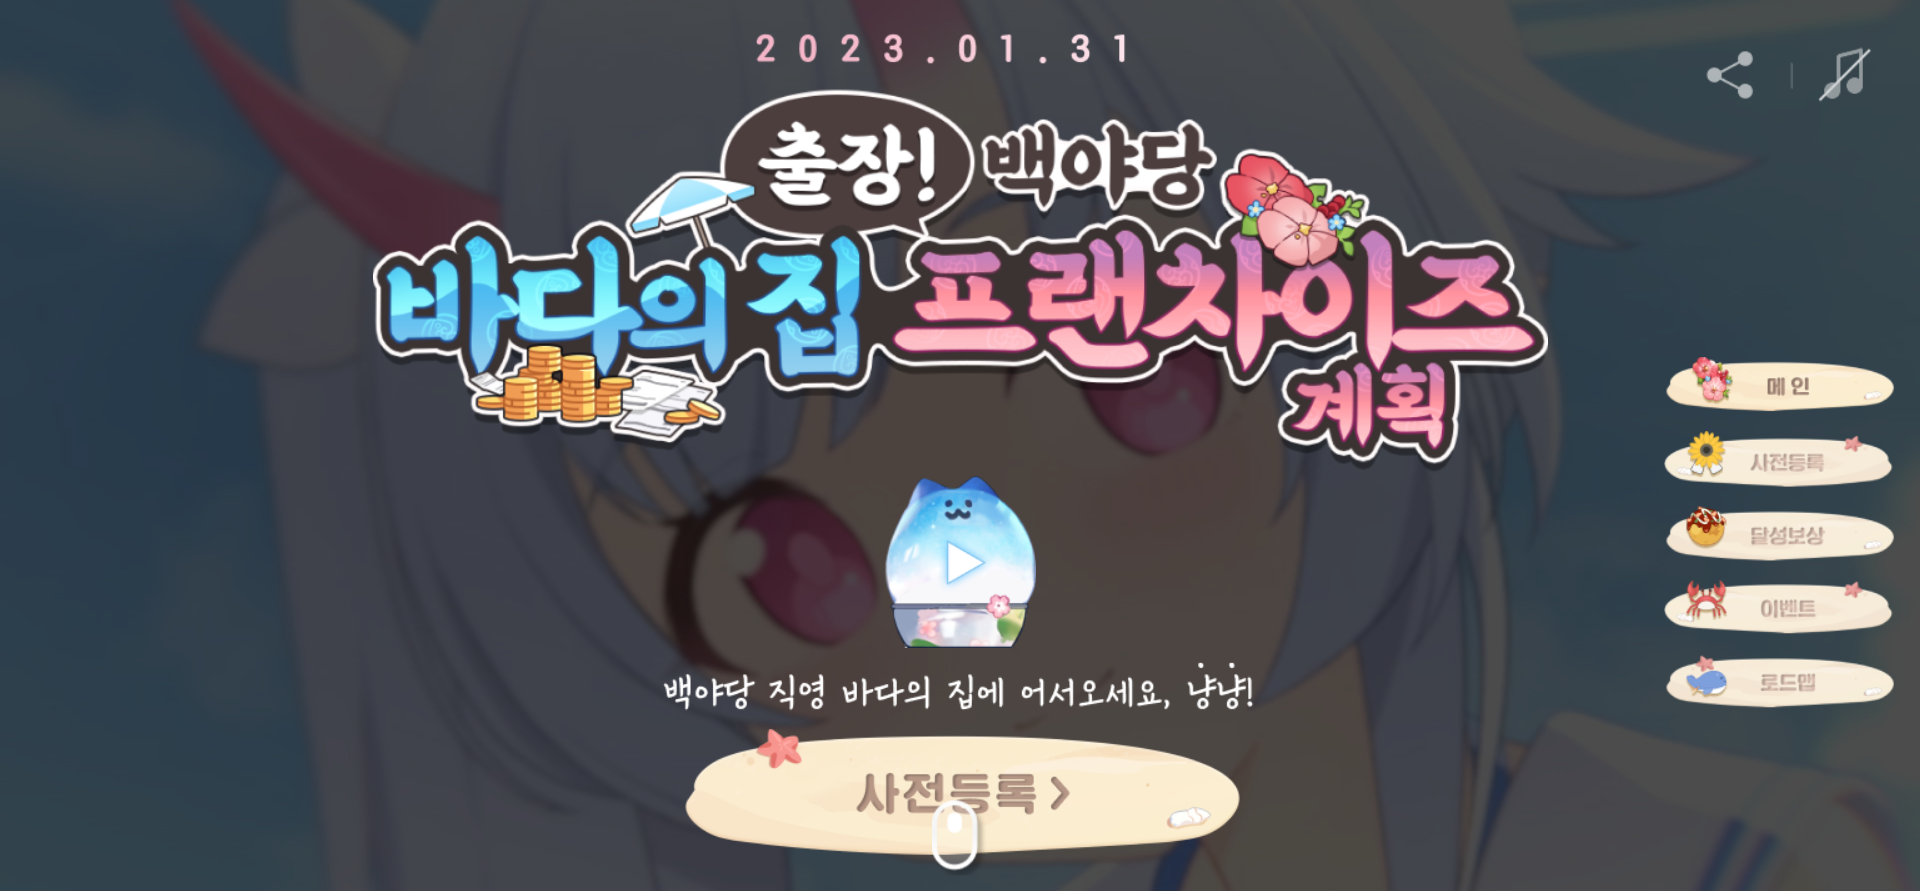 2023.01.31
출장! 백야당
바다의 집 프랜차이즈
계획
백야당 직영 바다의 집에 어서오세요, 냥냥!
사전등록 >
메인
사전등록
달성보상
이벤트
로드맵